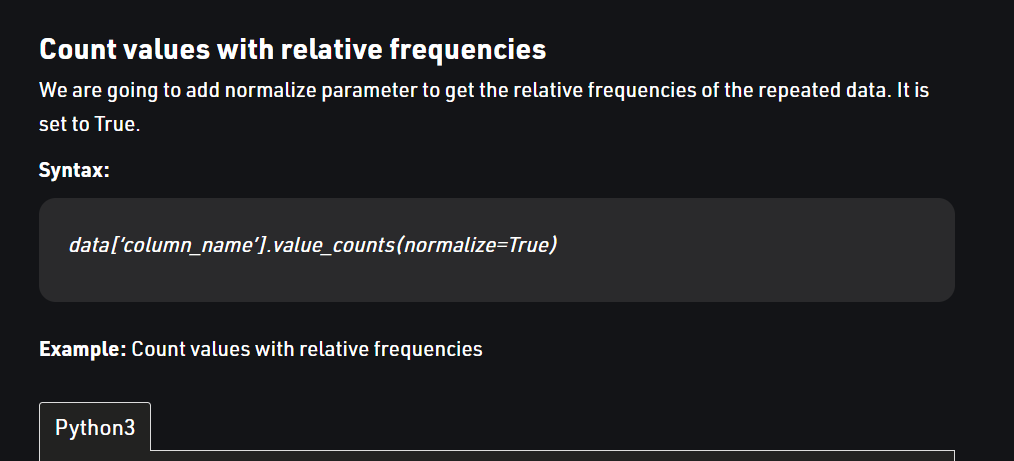 Count values with relative frequencies
We are going to add normalize parameter to get the relative frequencies of the repeated data. It is
set to True.
Syntax:
data[‘column_name’].value_counts(normalize=True)
Example: Count values with relative frequencies
Python3